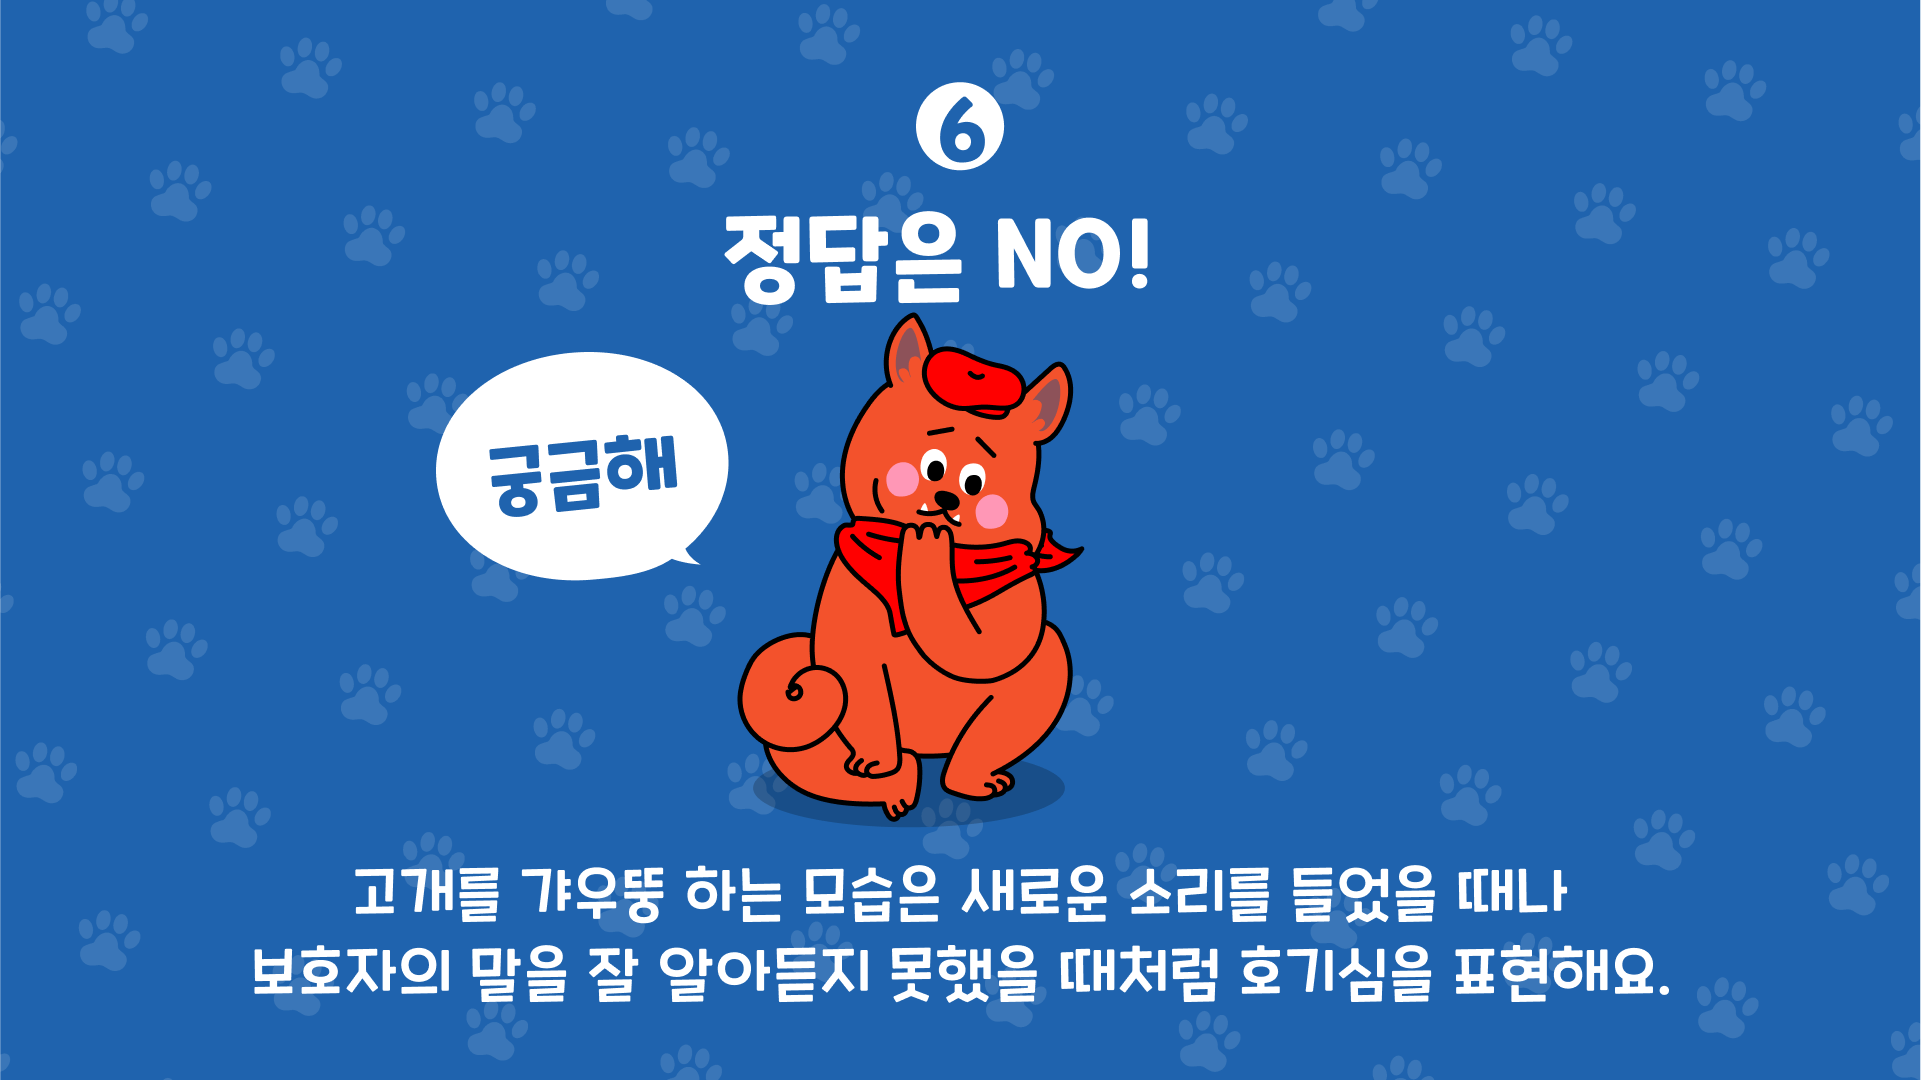 6
정답은 NO!
궁금해
고개를 갸우뚱 하는 모습은 새로운 소리를 들었을 때나
보호자의 말을 잘 알아듣지 못했을 때처럼 호기심을 표현해요.